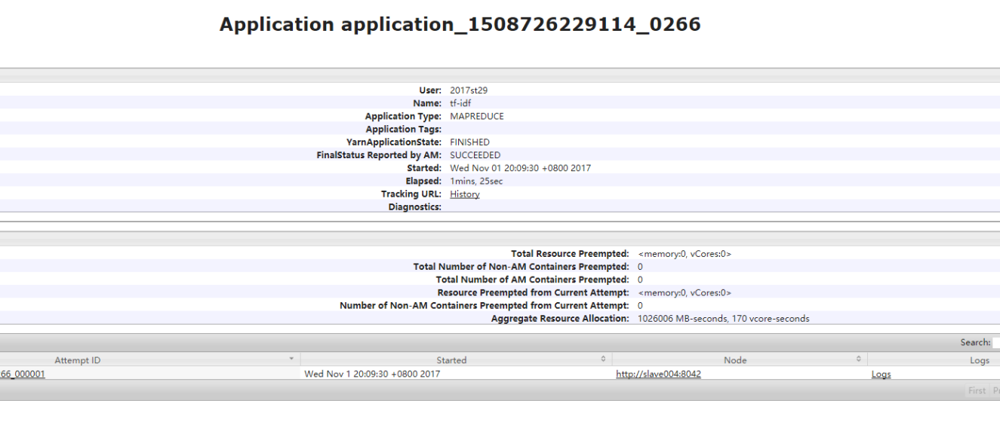 Application application_1508726229114_0266
User: 2017st29
Name: tf-idf
Application Type: MAPREDUCE
Application Tags:
YarnApplicationState: FINISHED
FinalStatus Reported by AM: SUCCEEDED
Started: Wed Nov 01 20:09:30 +0800 2017
Elapsed: 1mins, 25sec
Tracking URL: History
Diagnostics:
Total Resource Preempted: <memory:0, vCores:0>
Total Number of Non-AM Containers Preempted: 0
Total Number of AM Containers Preempted: 0
Resource Preempted from Current Attempt: <memory:0, vCores:0>
Number of Non-AM Containers Preempted from Current Attempt: 0
Aggregate Resource Allocation: 1026006 MB-seconds, 170 vcore-seconds
Search:
Attempt ID Started Node Logs
66_000001 Wed Nov 1 20:09:30 +0800 2017 http://slave004:8042 Logs
First